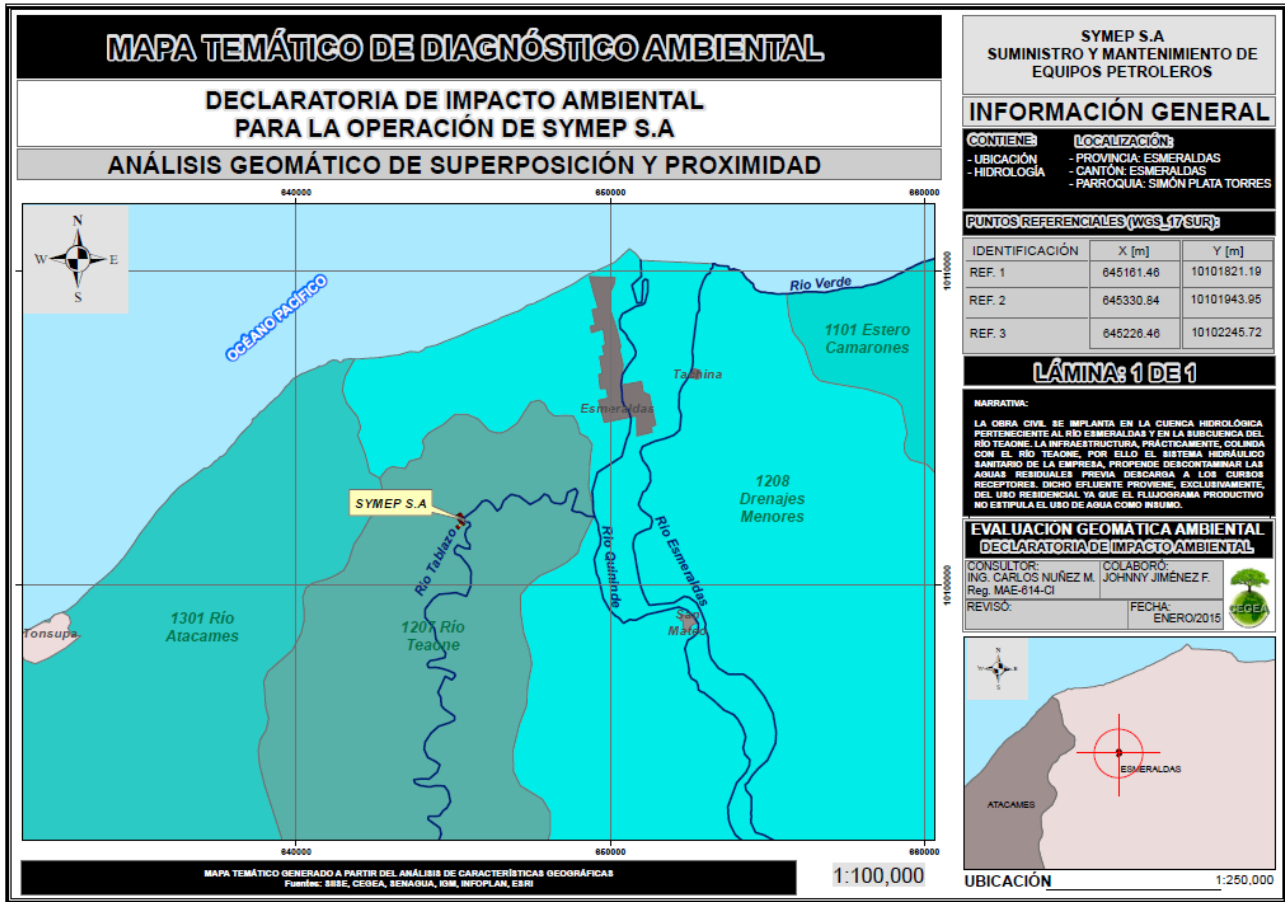 MAPA TEMÁTICO DE DIAGNÓSTICO AMBIENTAL
DECLARATORIA DE IMPACTO AMBIENTAL
PARA LA OPERACIÓN DE SYMEP S.A
ANÁLISIS GEOMÁTICO DE SUPERPOSICIÓN Y PROXIMIDAD
640000
650000
660000
N
W
E
S
OCÉANO PACÍFICO
10110000
Río Verde
1101 Estero
Camarones
Tachina
Esmeraldas
1208
Drenajes
Menores
SYMEP S.A
Río Tablazo
Río Quininde
Río Esmeraldas
10100000
1301 Río
Atacames
1207 Río
Teaone
San
Mateo
Tonsupa
640000
650000
660000
MAPA TEMÁTICO GENERADO A PARTIR DEL ANÁLISIS DE CARACTERÍSTICAS GEOGRÁFICAS
Fuentes: SIISE, CEGEA, SENAGUA, IGM, INFOPLAN, ESRI
1:100,000
SYMEP S.A
SUMINISTRO Y MANTENIMIENTO DE
EQUIPOS PETROLEROS
INFORMACIÓN GENERAL
CONTIENE:
- UBICACIÓN
- HIDROLOGÍA
LOCALIZACIÓN:
- PROVINCIA: ESMERALDAS
- CANTÓN: ESMERALDAS
- PARROQUIA: SIMÓN PLATA TORRES
PUNTOS REFERENCIALES (WGS_17 SUR):
IDENTIFICACIÓN X [m] Y [m]
REF. 1 645161.46 10101821.19
REF. 2 645330.84 10101943.95
REF. 3 645226.46 10102245.72
LÁMINA: 1 DE 1
NARRATIVA:
LA OBRA CIVIL SE IMPLANTA EN LA CUENCA HIDROLÓGICA
PERTENECIENTE AL RÍO ESMERALDAS Y EN LA SUBCUENCA DEL
RÍO TEAONE. LA INFRAESTRUCTURA, PRÁCTICAMENTE, COLINDA
CON EL RÍO TEAONE, POR ELLO EL SISTEMA HIDRÁULICO
SANITARIO DE LA EMPRESA, PROPENDE DESCONTAMINAR LAS
AGUAS RESIDUALES PREVIA DESCARGA A LOS CURSOS
RECEPTORES. DICHO EFLUENTE PROVIENE, EXCLUSIVAMENTE,
DEL USO RESIDENCIAL YA QUE EL FLUJOGRAMA PRODUCTIVO
NO ESTIPULA EL USO DE AGUA COMO INSUMO.
EVALUACIÓN GEOMÁTICA AMBIENTAL
DECLARATORIA DE IMPACTO AMBIENTAL
CONSULTOR:
ING. CARLOS NUÑEZ M.
Reg. MAE-614-CI
COLABORÓ:
JOHNNY JIMÉNEZ F.
REVISÓ:
FECHA:
ENERO/2015
CEGEA
N
W
E
S
ESMERALDAS
ATACAMES
UBICACIÓN
1:250,000